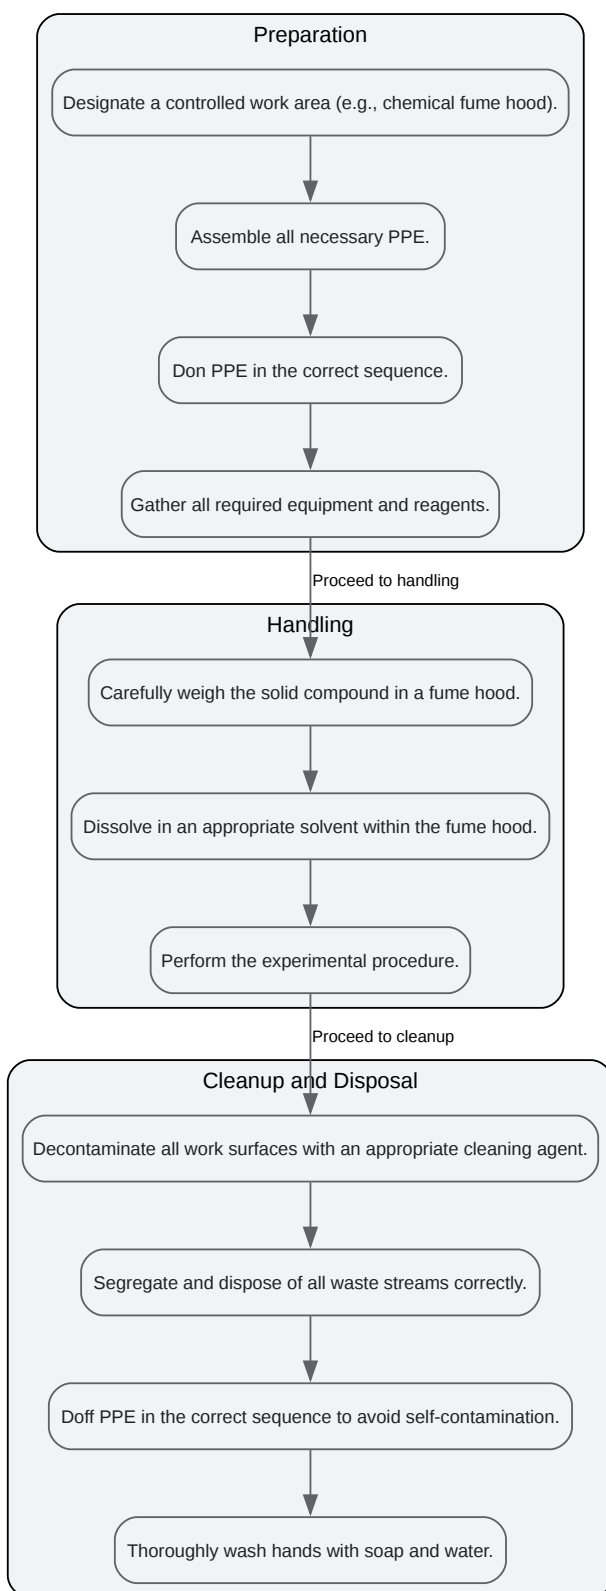 Preparation
Designate a controlled work area (e.g., chemical fume hood).
Assemble all necessary PPE.
Don PPE in the correct sequence.
Gather all required equipment and reagents.
Proceed to handling
Handling
Carefully weigh the solid compound in a fume hood.
Dissolve in an appropriate solvent within the fume hood.
Perform the experimental procedure.
Proceed to cleanup
Cleanup and Disposal
Decontaminate all work surfaces with an appropriate cleaning agent.
Segregate and dispose of all waste streams correctly.
Doff PPE in the correct sequence to avoid self-contamination.
Thoroughly wash hands with soap and water.